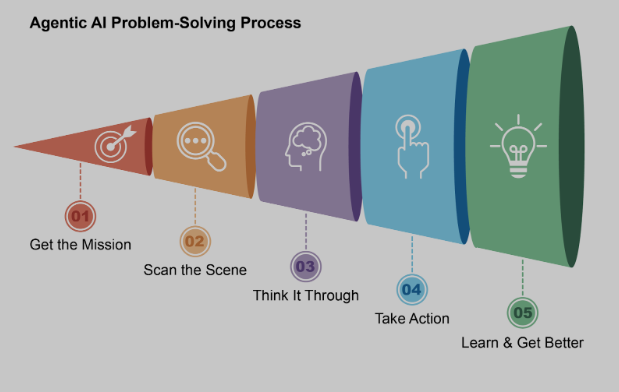 Agentic AI Problem-Solving Process
01
Get the Mission
02
Scan the Scene
03
Think It Through
04
Take Action
05
Learn & Get Better